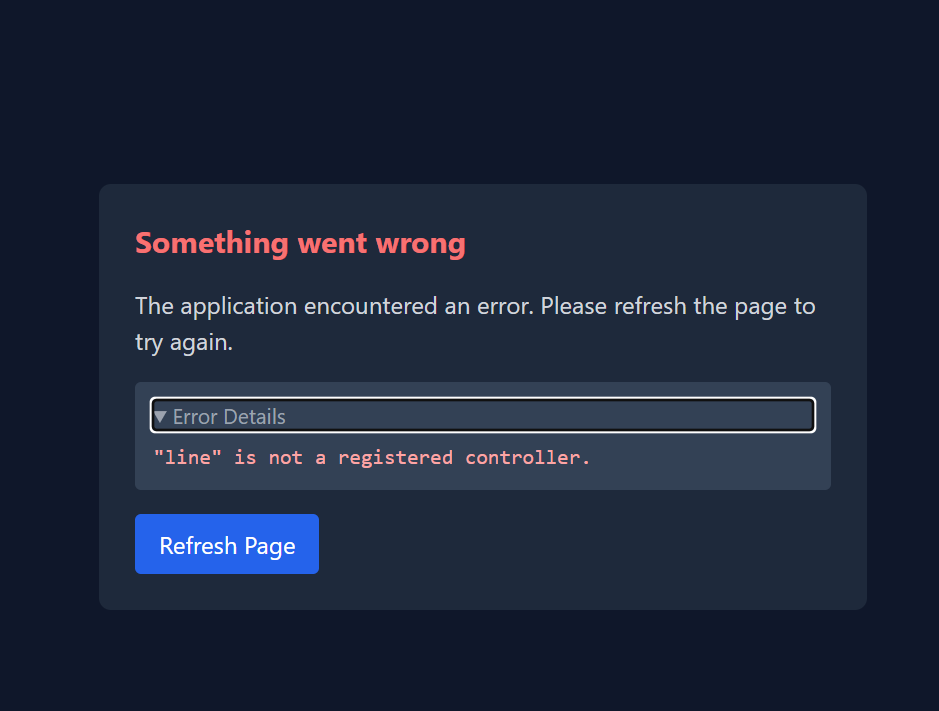 Something went wrong
The application encountered an error. Please refresh the page to
try again.
▼ Error Details
"line" is not a registered controller.
Refresh Page